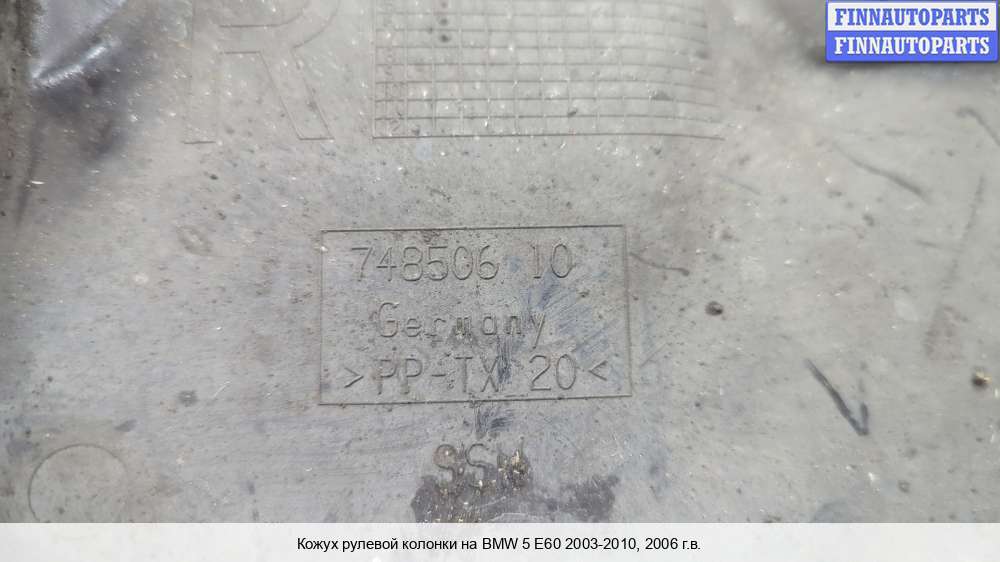 FINNAUTOPARTS
FINNAUTOPARTS
R
748506 10
Germany
>PP-TX 20<
Кожух рулевой колонки на BMW 5 E60 2003-2010, 2006 г.в.